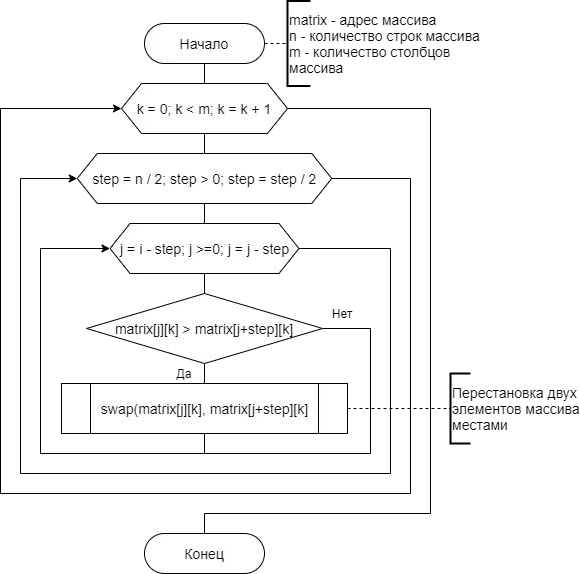 Начало
matrix - адрес массива
n - количество строк массива
m - количество столбцов
массива
k = 0; k < m; k = k + 1
step = n / 2; step > 0; step = step / 2
j = i - step; j >=0; j = j - step
matrix[j][k] > matrix[j+step][k]
Нет
Да
swap(matrix[j][k], matrix[j+step][k]
Перестановка двух
элементов массива
местами
Конец